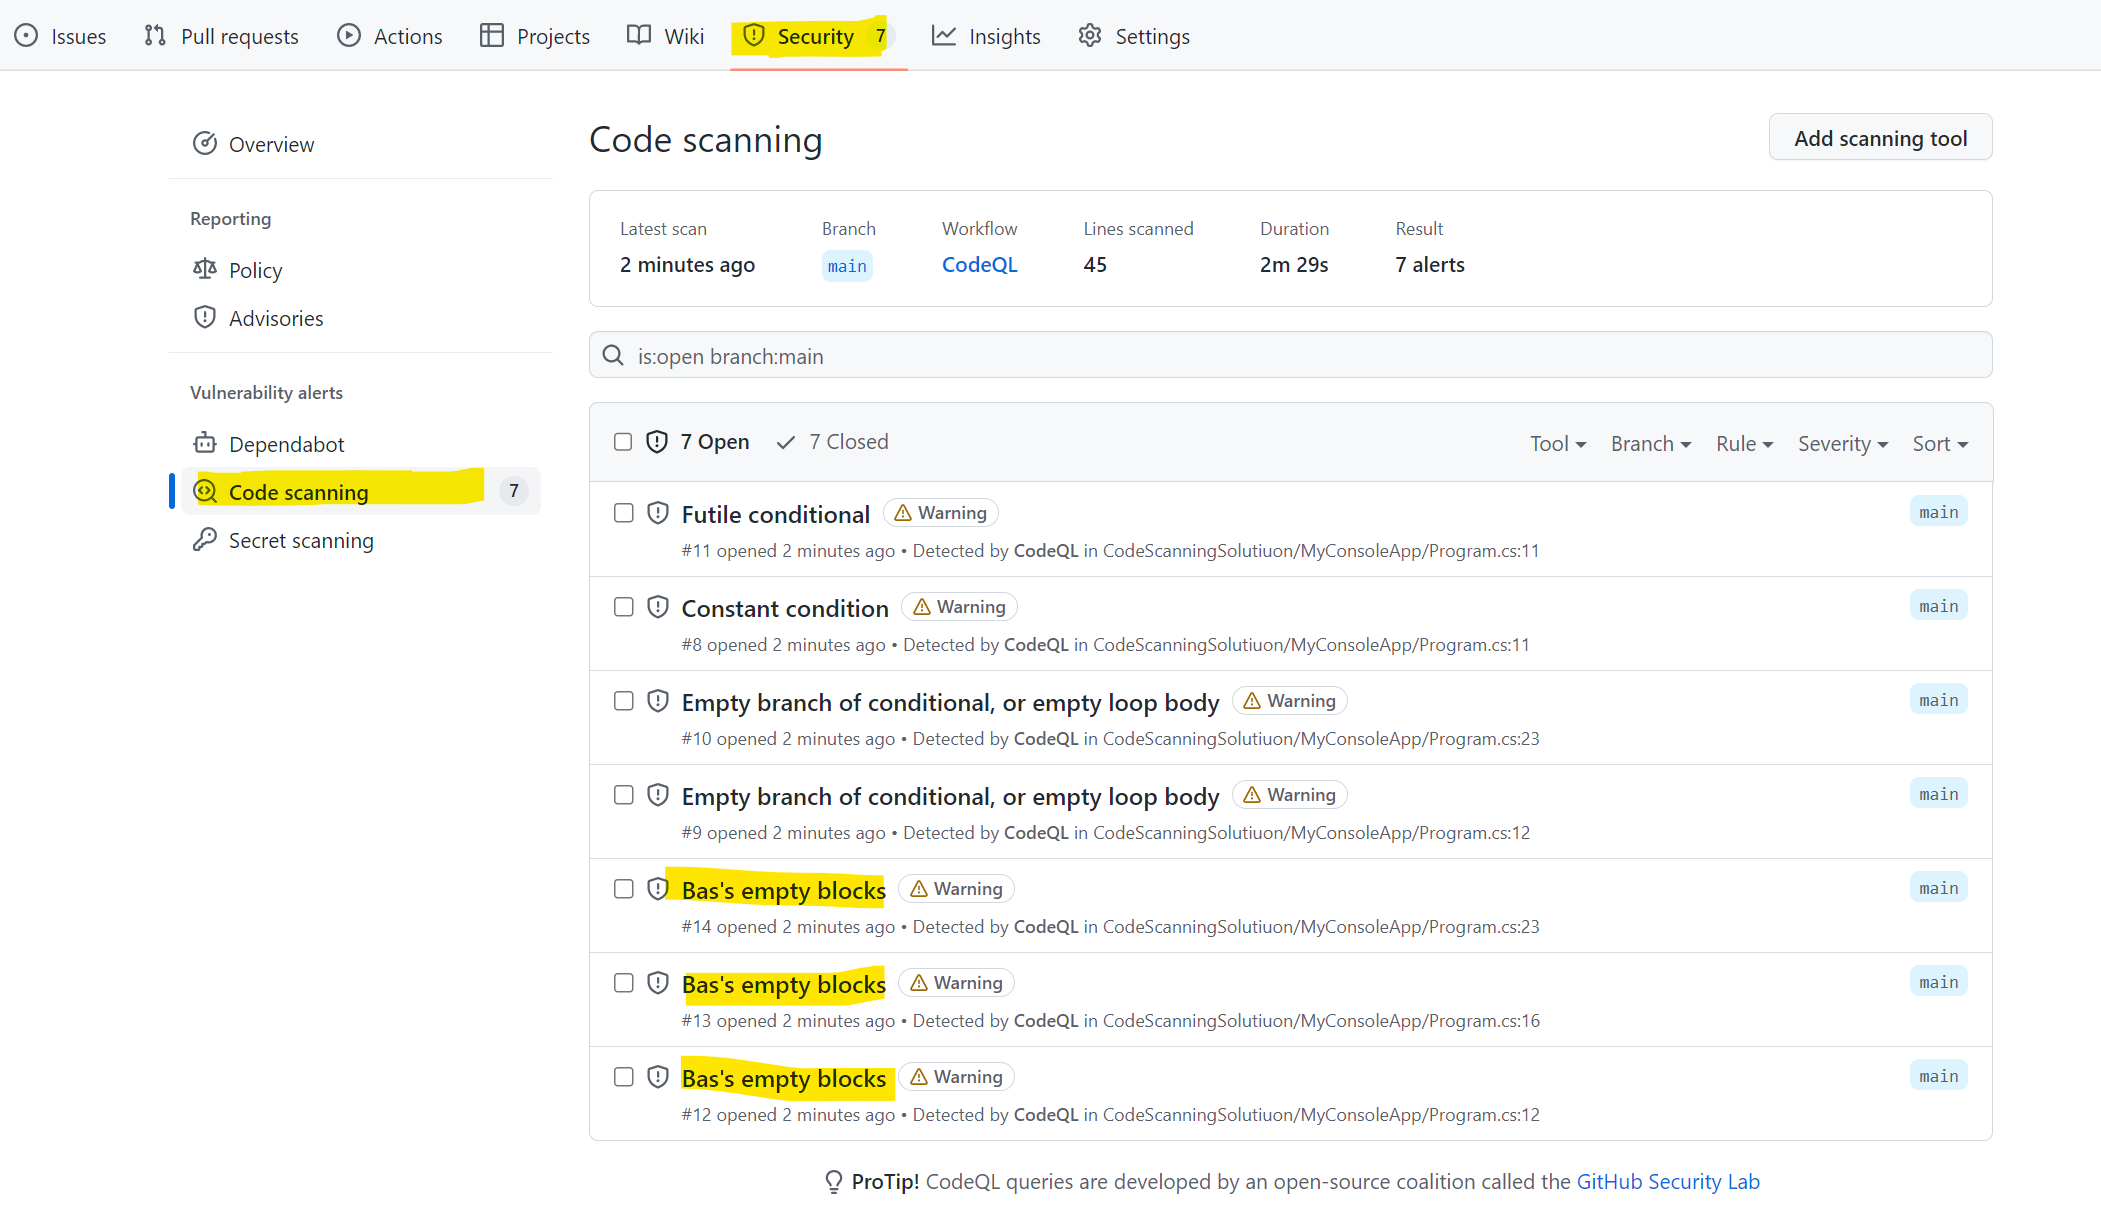 Issues Pull requests Actions Projects Wiki Security 7 Insights Settings
Overview
Reporting
Policy
Advisories
Vulnerability alerts
Dependabot
Code scanning 7
Secret scanning
Code scanning
Add scanning tool
Latest scan Branch Workflow Lines scanned Duration Result
2 minutes ago main CodeQL 45 2m 29s 7 alerts
is:open branch:main
7 Open 7 Closed Tool Branch Rule Severity Sort
Futile conditional Warning main
#11 opened 2 minutes ago • Detected by CodeQL in CodeScanningSolutiuon/MyConsoleApp/Program.cs:11
Constant condition Warning main
#8 opened 2 minutes ago • Detected by CodeQL in CodeScanningSolutiuon/MyConsoleApp/Program.cs:11
Empty branch of conditional, or empty loop body Warning main
#10 opened 2 minutes ago • Detected by CodeQL in CodeScanningSolutiuon/MyConsoleApp/Program.cs:23
Empty branch of conditional, or empty loop body Warning main
#9 opened 2 minutes ago • Detected by CodeQL in CodeScanningSolutiuon/MyConsoleApp/Program.cs:12
Bas's empty blocks Warning main
#14 opened 2 minutes ago • Detected by CodeQL in CodeScanningSolutiuon/MyConsoleApp/Program.cs:23
Bas's empty blocks Warning main
#13 opened 2 minutes ago • Detected by CodeQL in CodeScanningSolutiuon/MyConsoleApp/Program.cs:16
Bas's empty blocks Warning main
#12 opened 2 minutes ago • Detected by CodeQL in CodeScanningSolutiuon/MyConsoleApp/Program.cs:12
ProTip! CodeQL queries are developed by an open-source coalition called the GitHub Security Lab